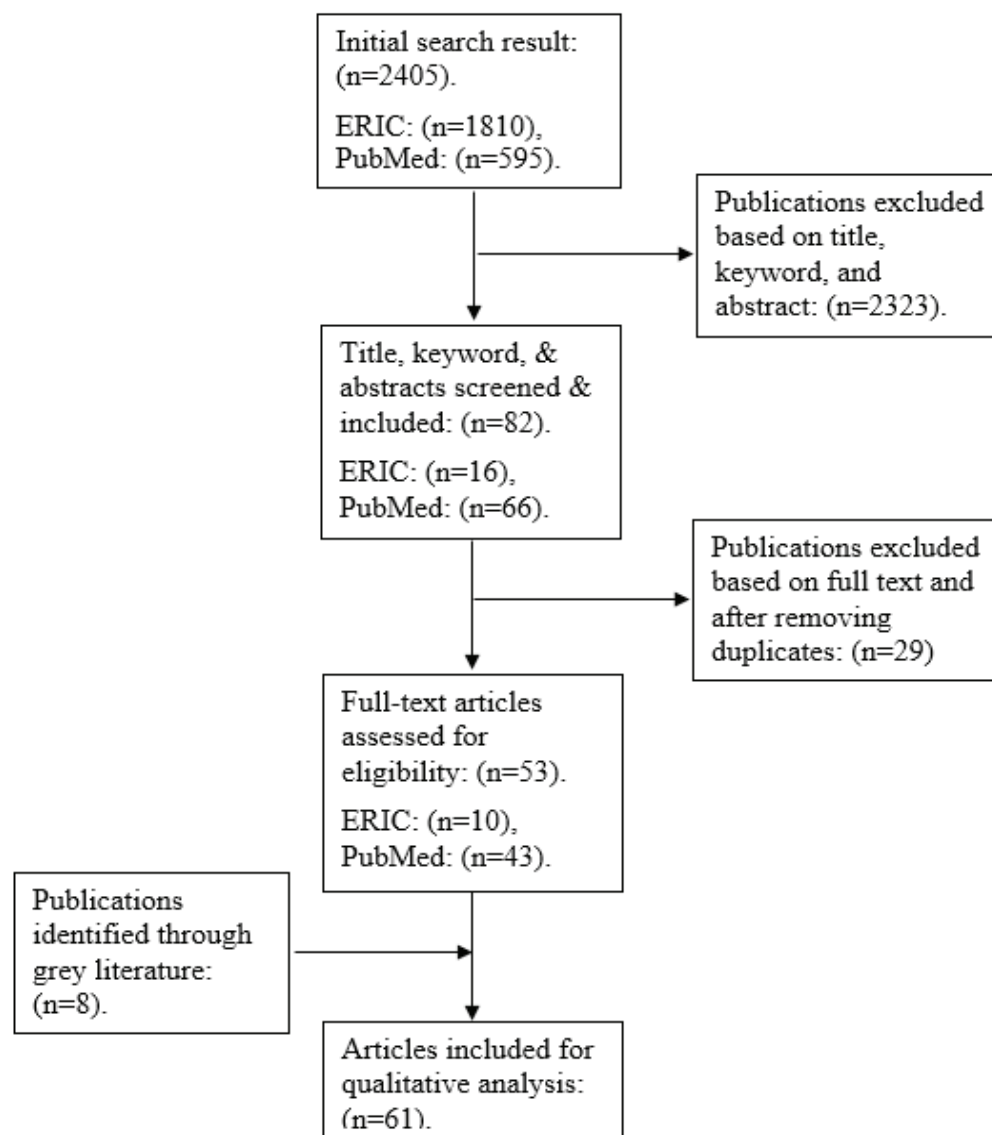 Initial search result:
(n=2405).
ERIC: (n=1810),
PubMed: (n=595).
Publications excluded
based on title,
keyword, and
abstract: (n=2323).
Title, keyword, &
abstracts screened &
included: (n=82).
ERIC: (n=16),
PubMed: (n=66).
Publications excluded
based on full text and
after removing
duplicates: (n=29)
Full-text articles
assessed for
eligibility: (n=53).
ERIC: (n=10),
PubMed: (n=43).
Publications
identified through
grey literature:
(n=8).
Articles included for
qualitative analysis:
(n=61).